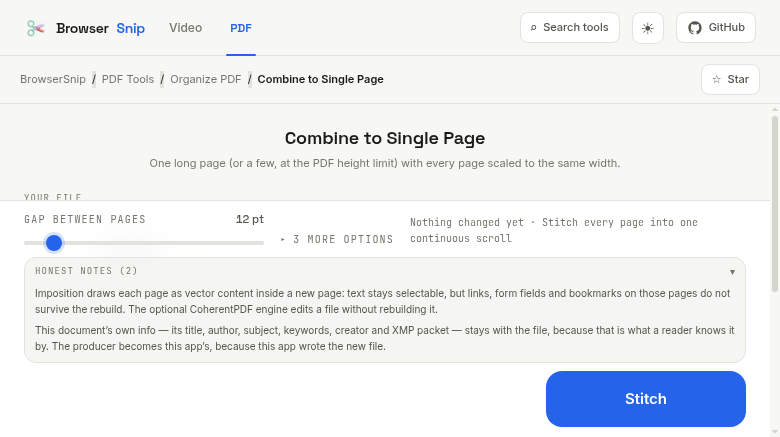 Browser Snip Video PDF Search tools GitHub
BrowserSnip / PDF Tools / Organize PDF / Combine to Single Page Star
Combine to Single Page
One long page (or a few, at the PDF height limit) with every page scaled to the same width.
YOUR FILE
GAP BETWEEN PAGES 12 pt
3 MORE OPTIONS
Nothing changed yet · Stitch every page into one
continuous scroll
HONEST NOTES (2)
Imposition draws each page as vector content inside a new page: text stays selectable, but links, form fields and bookmarks on those pages do not
survive the rebuild. The optional CoherentPDF engine edits a file without rebuilding it.
This document's own info — its title, author, subject, keywords, creator and XMP packet — stays with the file, because that is what a reader knows it
by. The producer becomes this app's, because this app wrote the new file.
Stitch